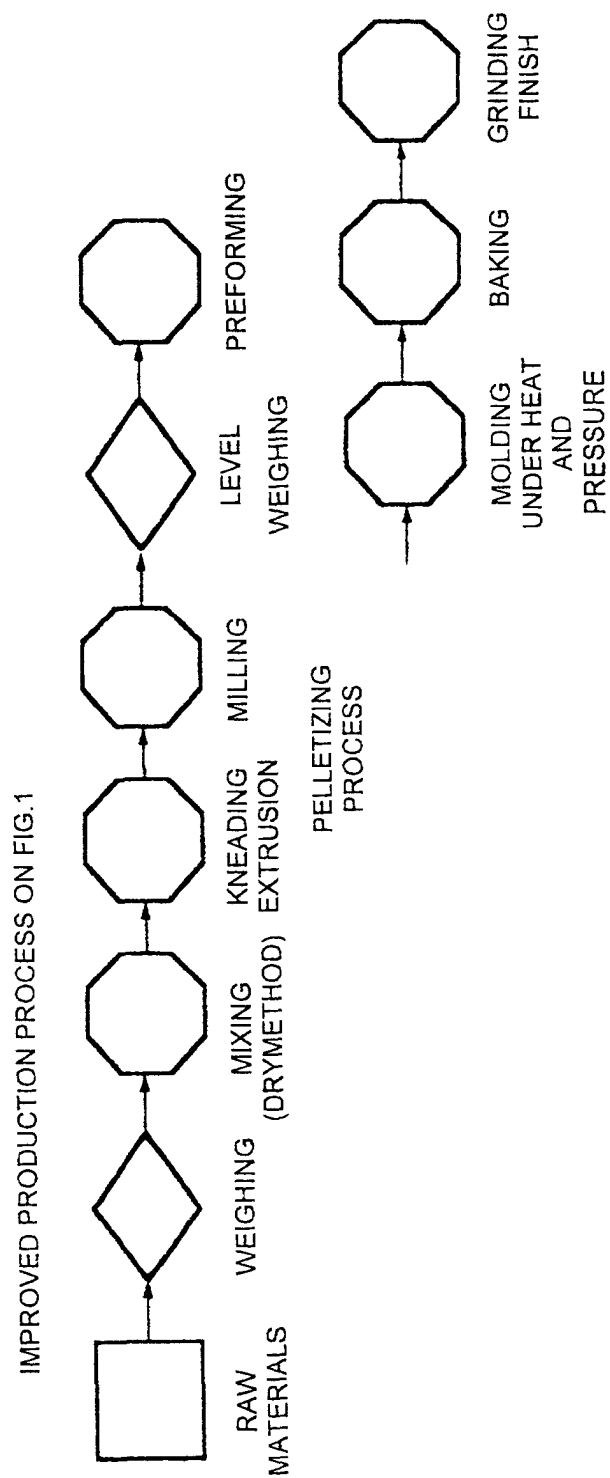 IMPROVED PRODUCTION PROCESS ON FIG.1
RAW
MATERIALS
WEIGHING
MIXING
(DRYMETHOD)
KNEADING
EXTRUSION
MILLING
LEVEL
WEIGHING
PREFORMING
PELLETIZING
PROCESS
MOLDING
UNDER HEAT
AND
PRESSURE
BAKING
GRINDING
FINISH